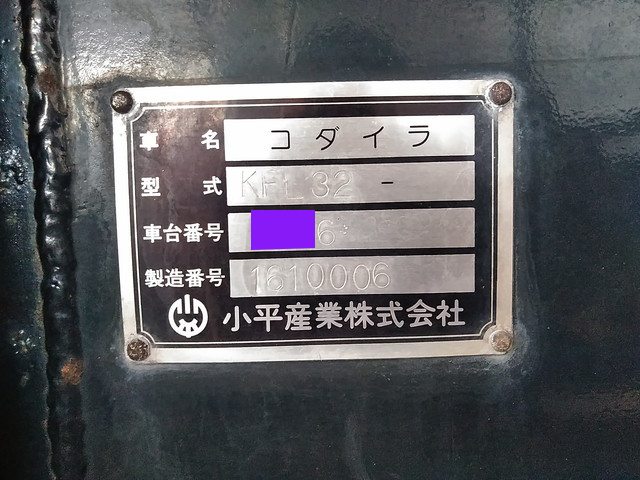 車名 コダイラ
型式 KFL32 -
車台番号 6
製造番号 1610006
小平産業株式会社